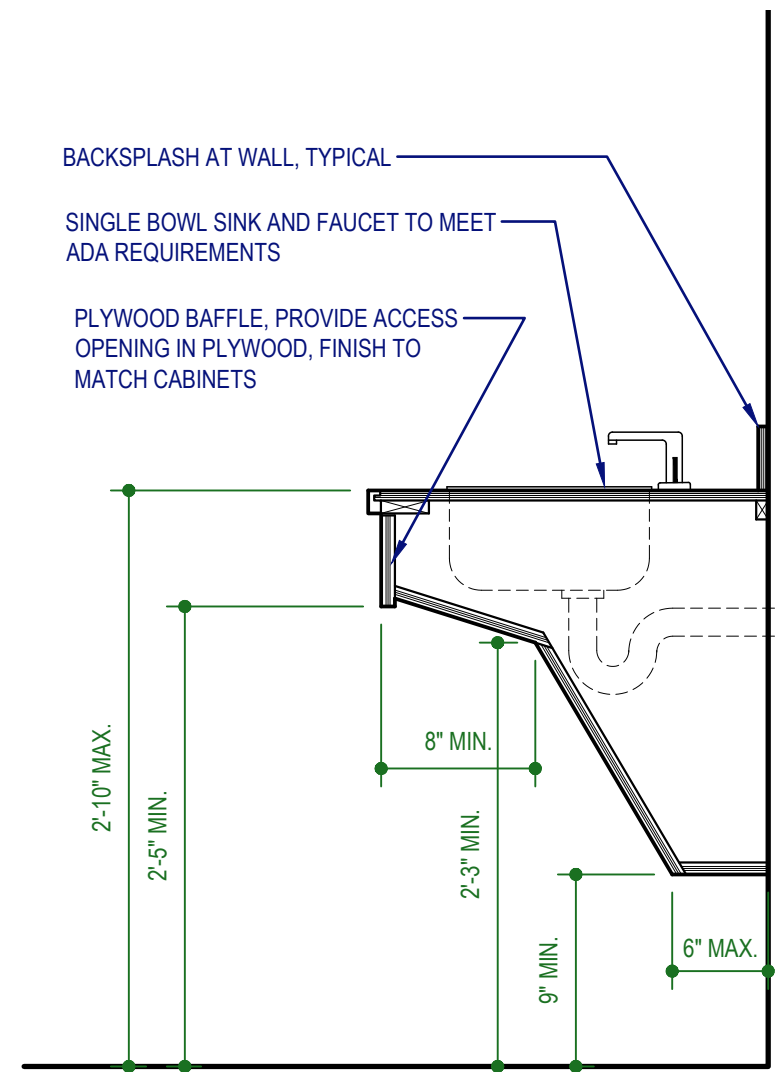 BACKSPLASH AT WALL, TYPICAL
SINGLE BOWL SINK AND FAUCET TO MEET
ADA REQUIREMENTS
PLYWOOD BAFFLE, PROVIDE ACCESS
OPENING IN PLYWOOD, FINISH TO
MATCH CABINETS
2'-10" MAX.
2'-5" MIN.
8" MIN.
2'-3" MIN.
9" MIN.
6" MAX.